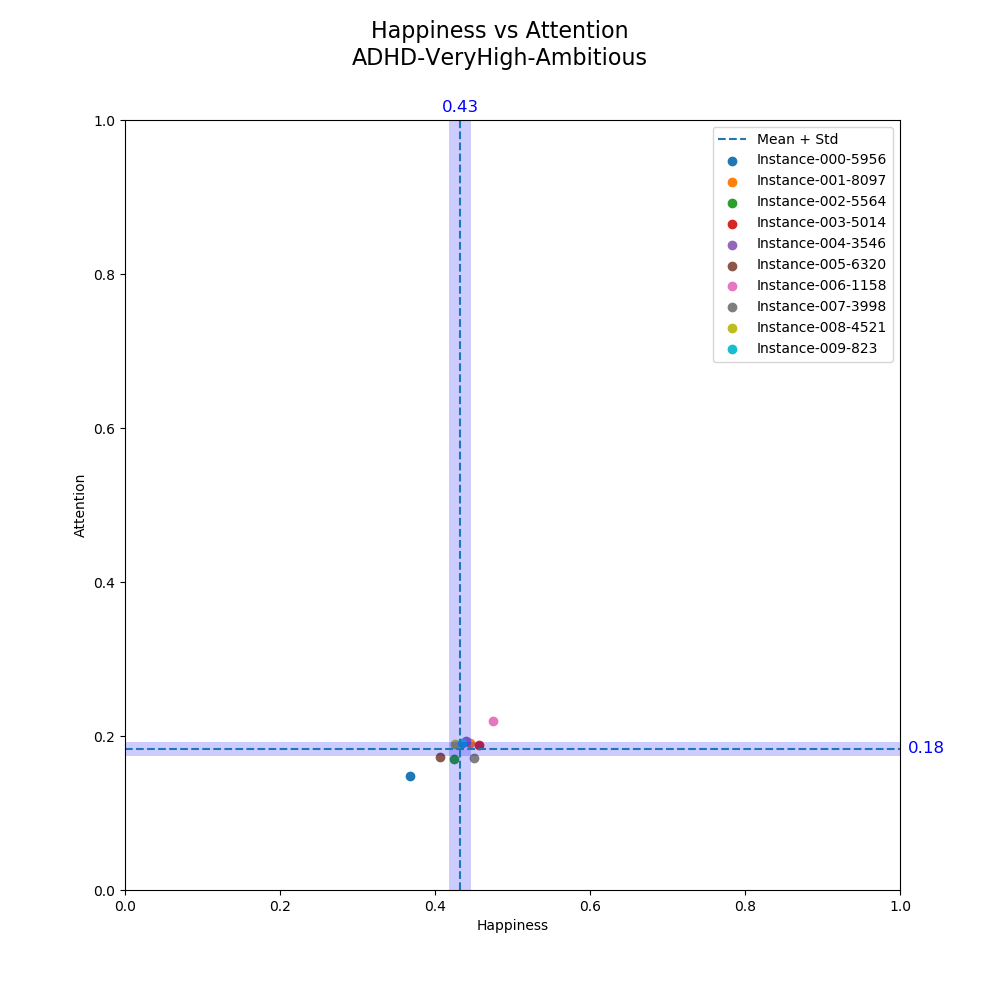 Happiness vs Attention
ADHD-VeryHigh-Ambitious
0.43
1.0
0.8
0.6
0.4
0.2
0.0
Attention
Mean + Std
Instance-000-5956
Instance-001-8097
Instance-002-5564
Instance-003-5014
Instance-004-3546
Instance-005-6320
Instance-006-1158
Instance-007-3998
Instance-008-4521
Instance-009-823
0.18
0.0 0.2 0.4 0.6 0.8 1.0
Happiness